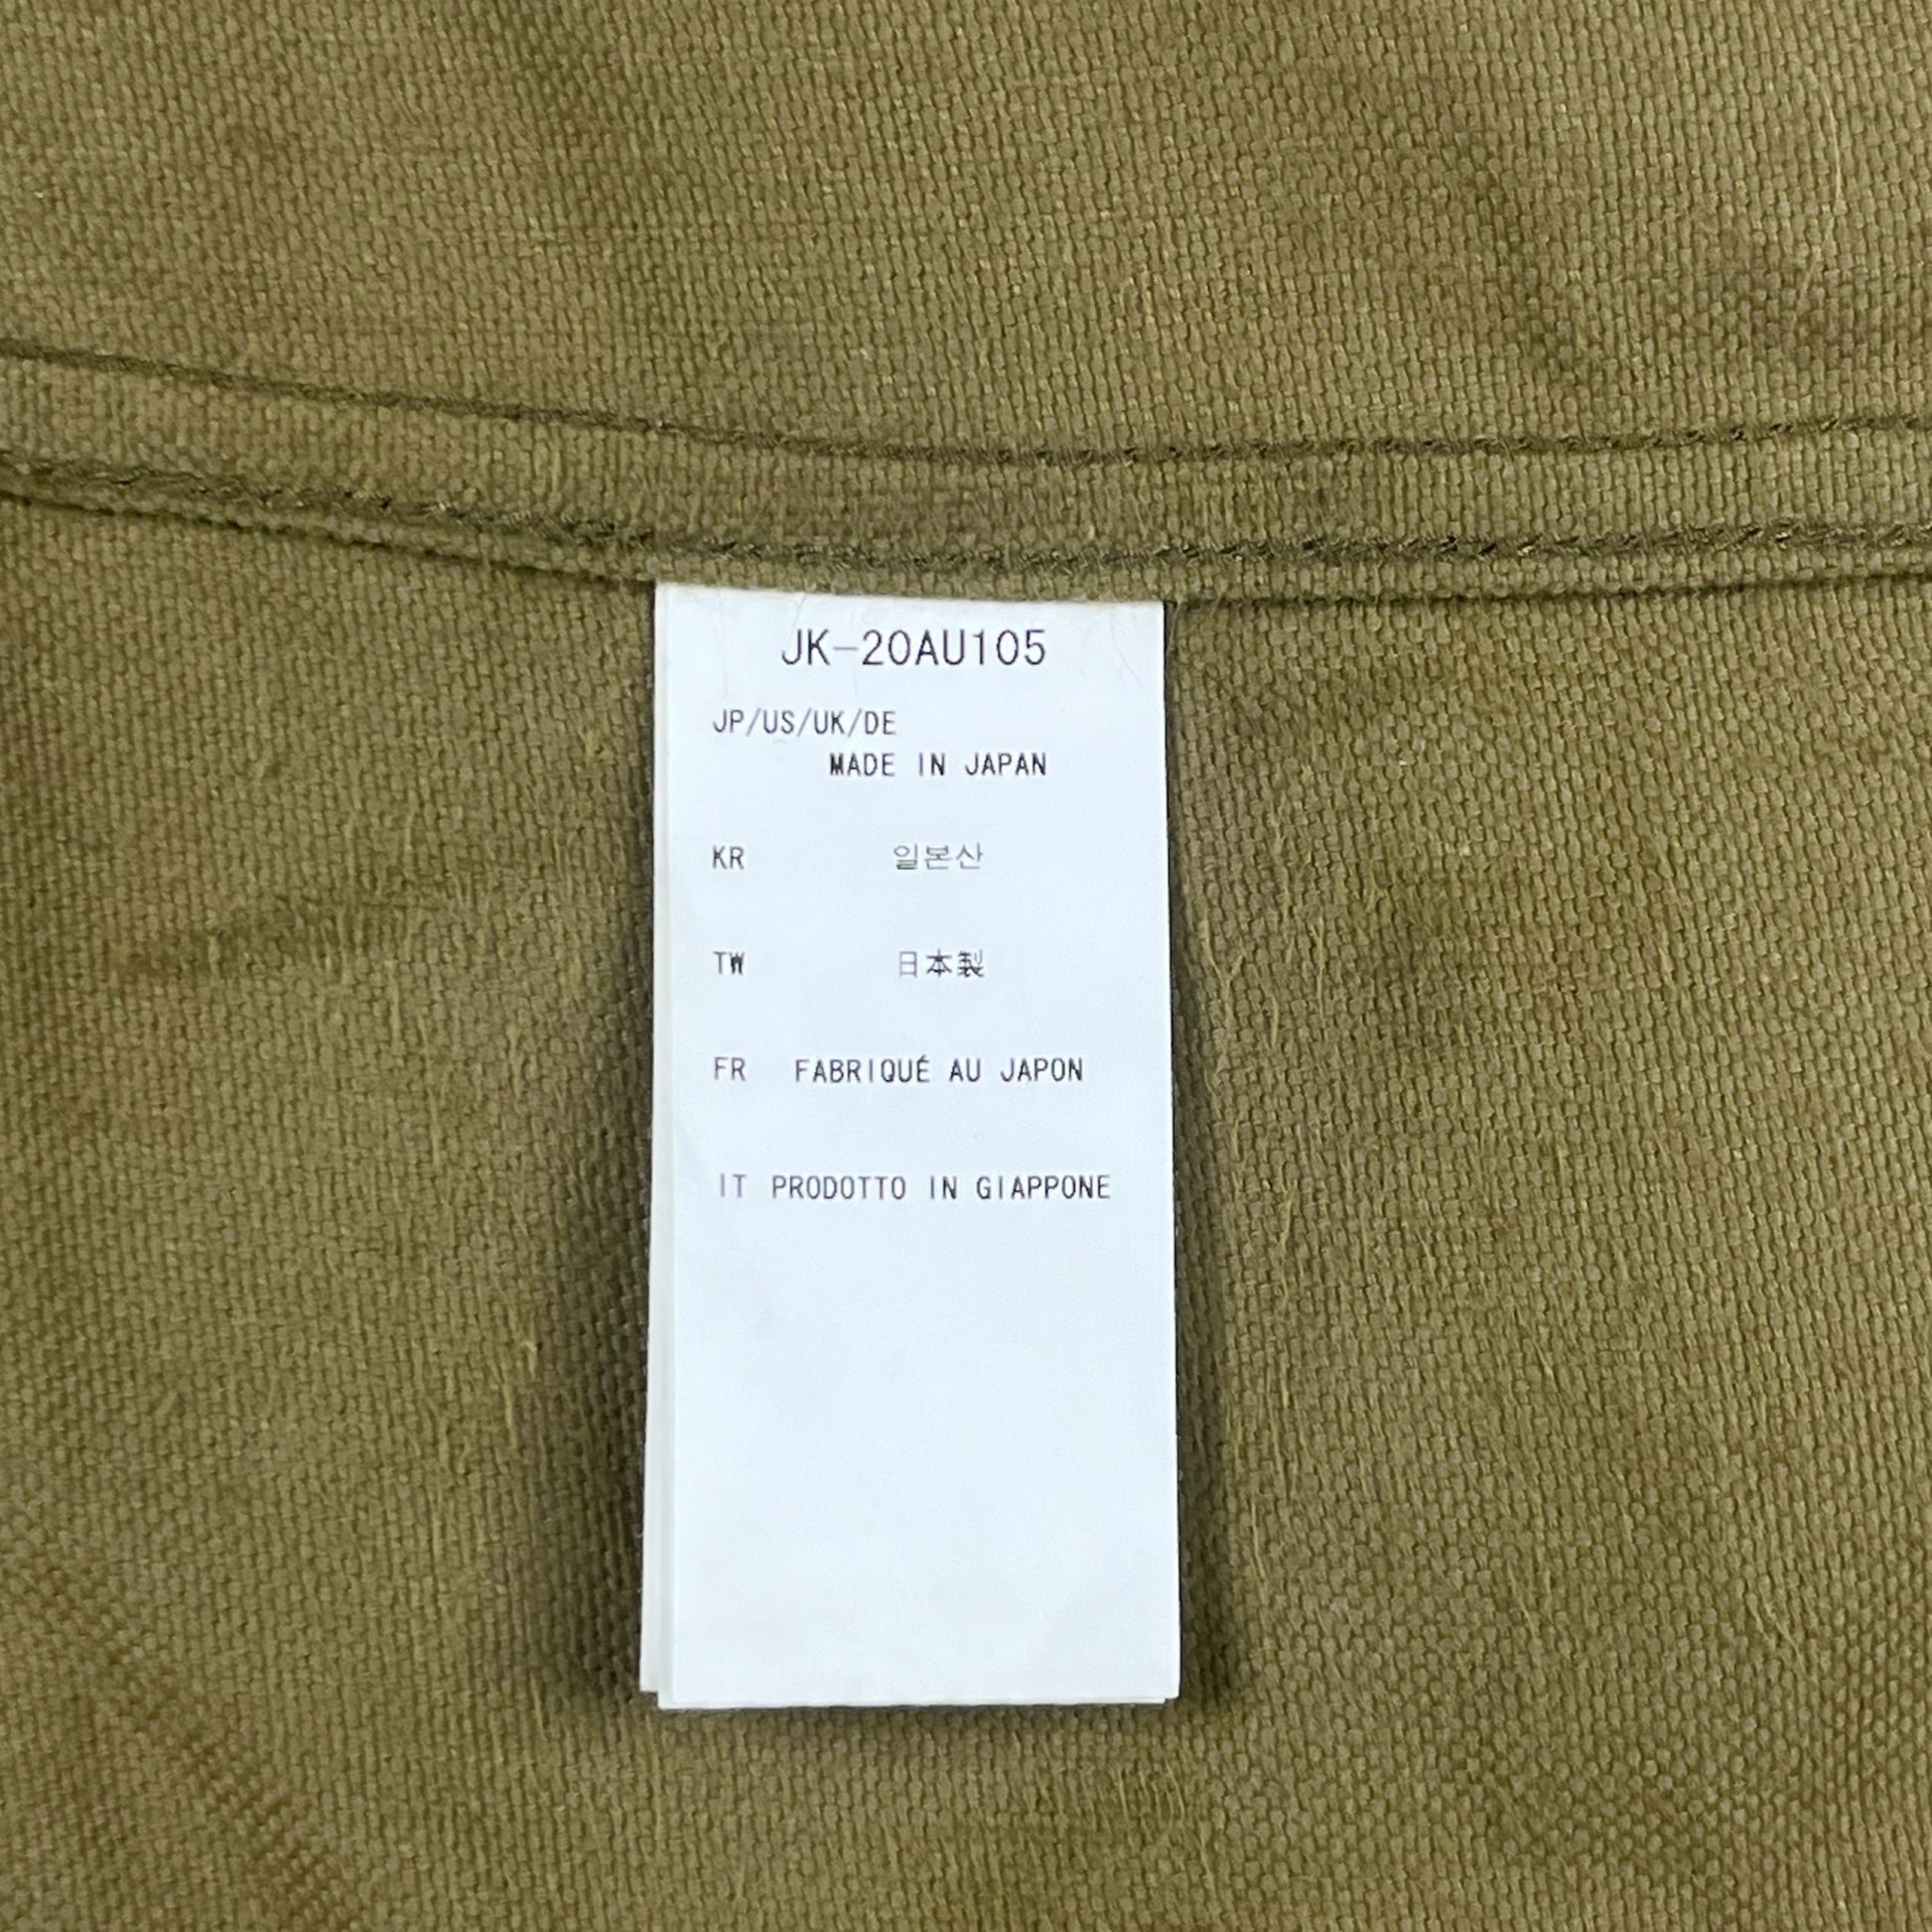 JK-20AU105
JP/US/UK/DE
MADE IN JAPAN
KR 일본산
TW 日本製
FR FABRIQUÉ AU JAPON
IT PRODOTTO IN GIAPPONE